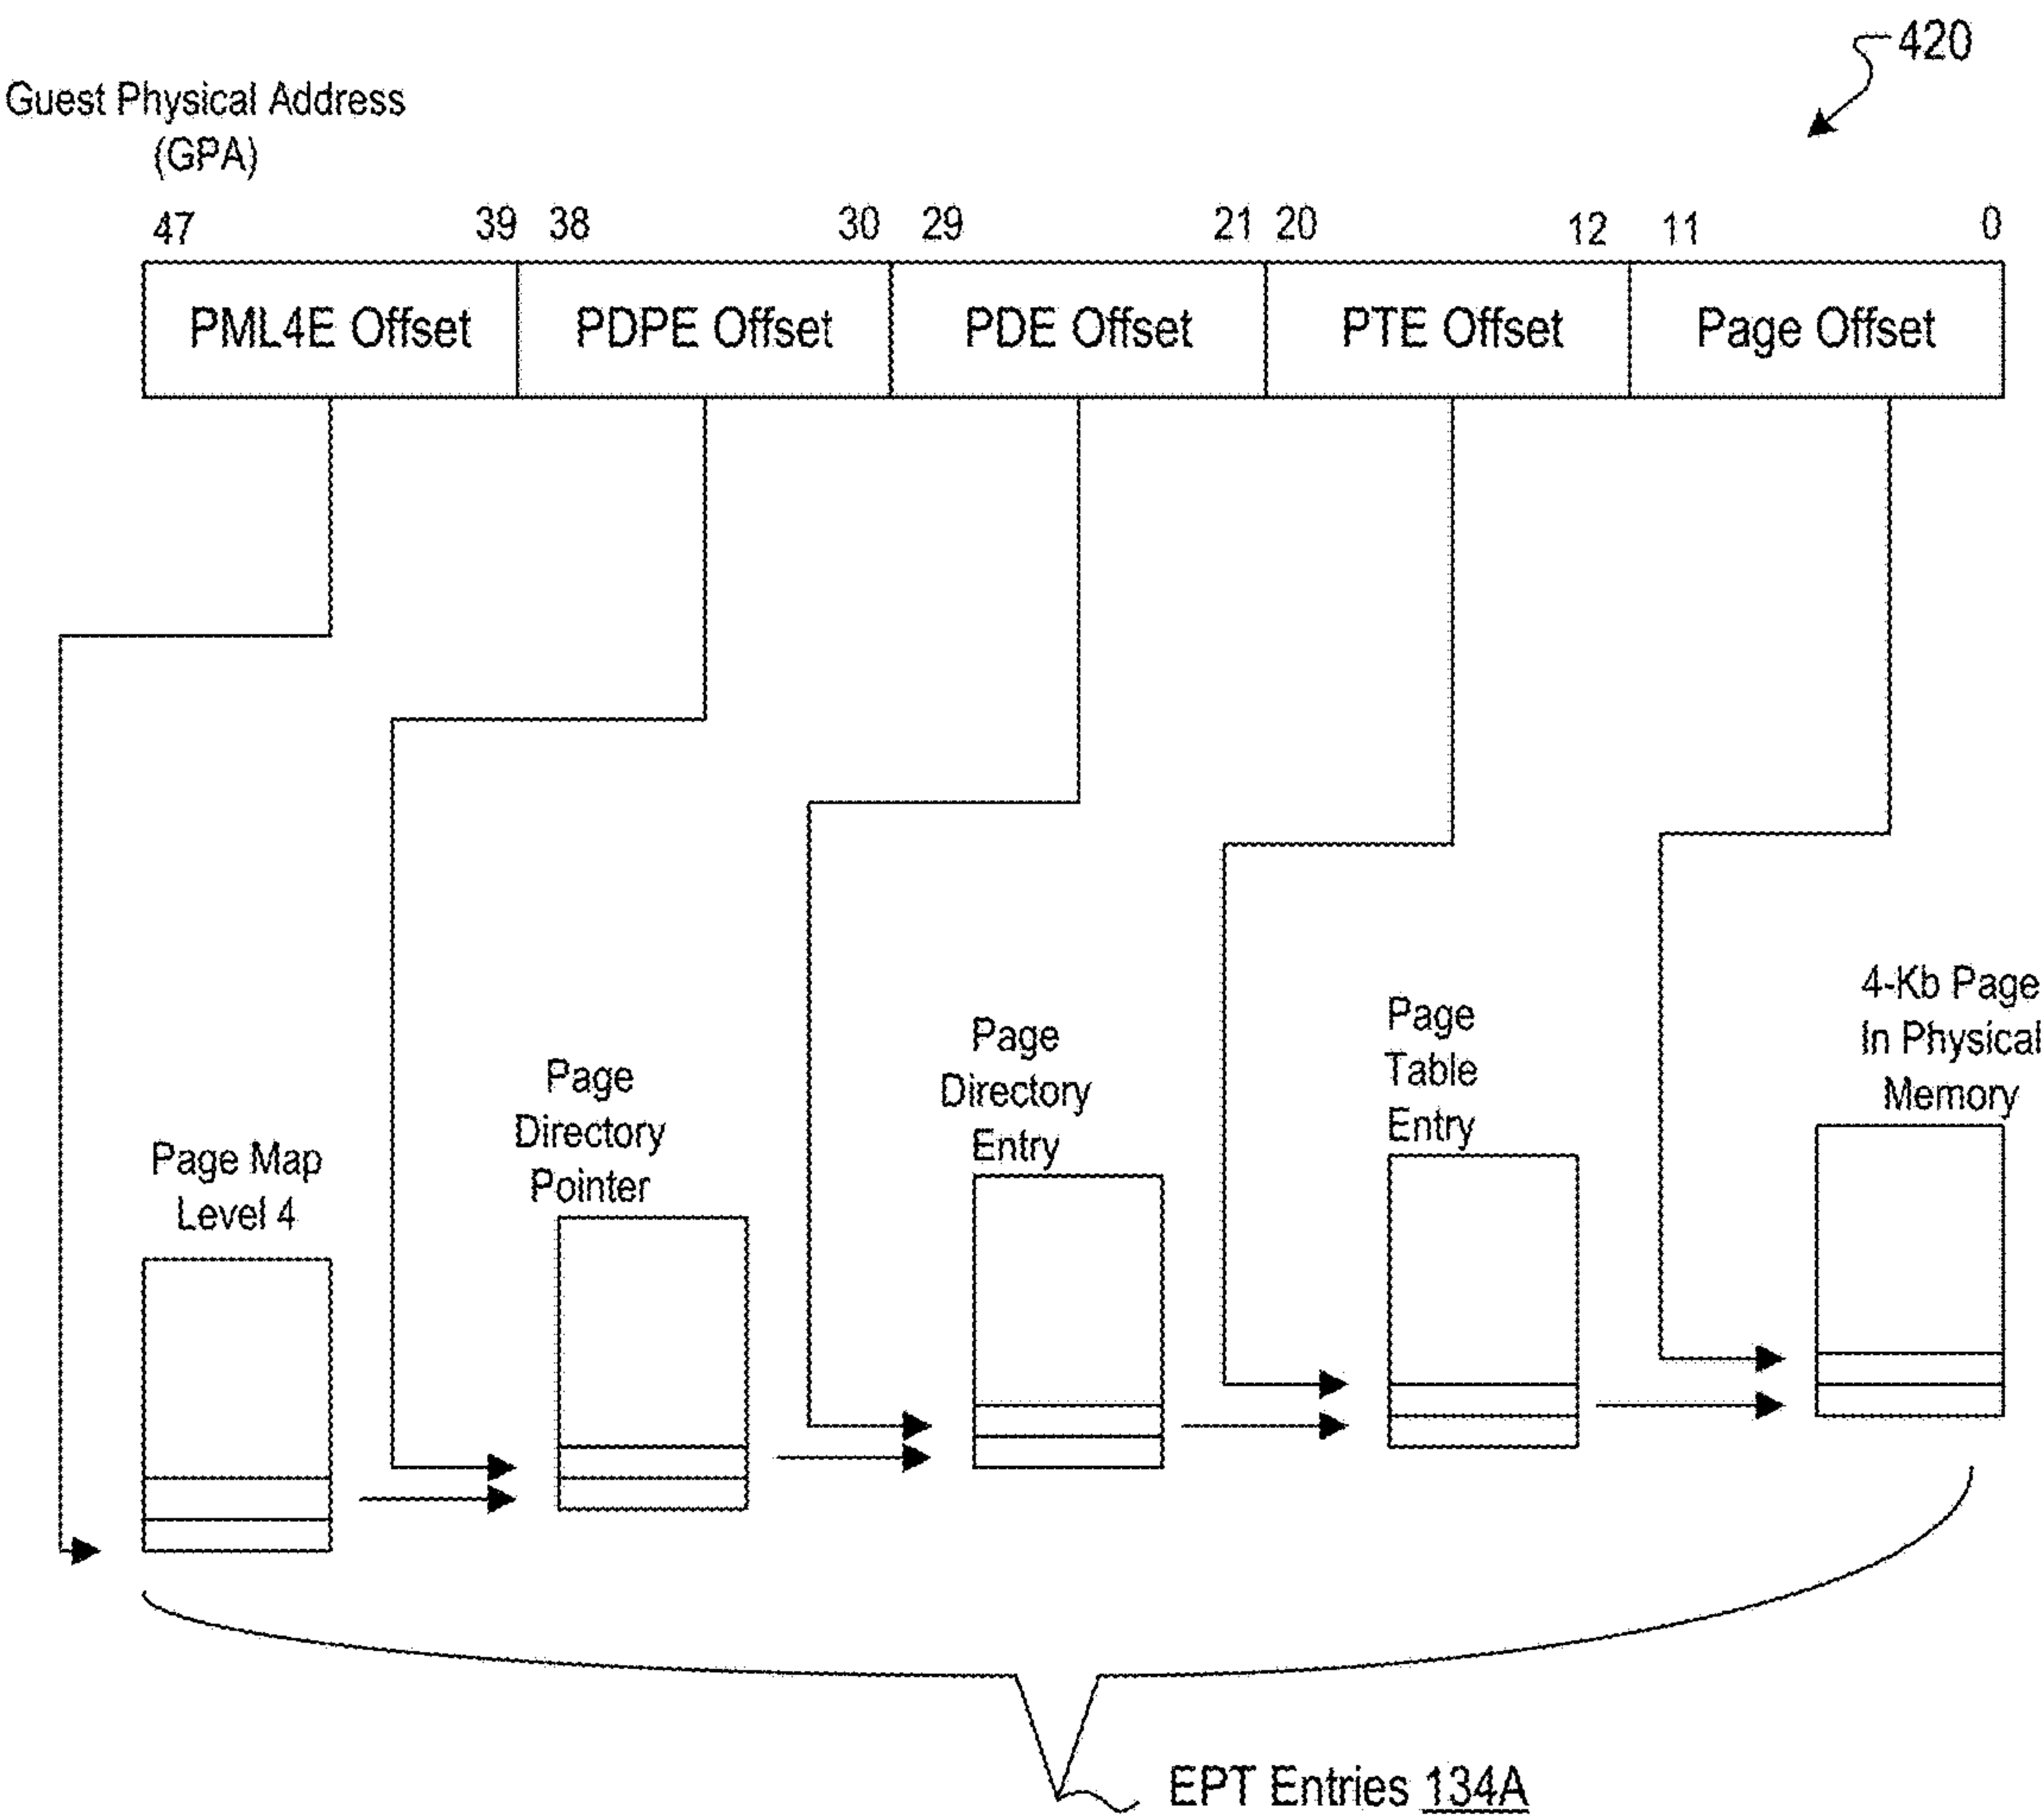 420
Guest Physical Address
(GPA)
47 39 38 30 29 21 20 12 11 0
PML4E Offset PDPE Offset PDE Offset PTE Offset Page Offset
4-Kb Page
In Physical
Memory
Page
Table
Entry
Page
Directory
Entry
Page
Directory
Pointer
Page Map
Level 4
EPT Entries 134A